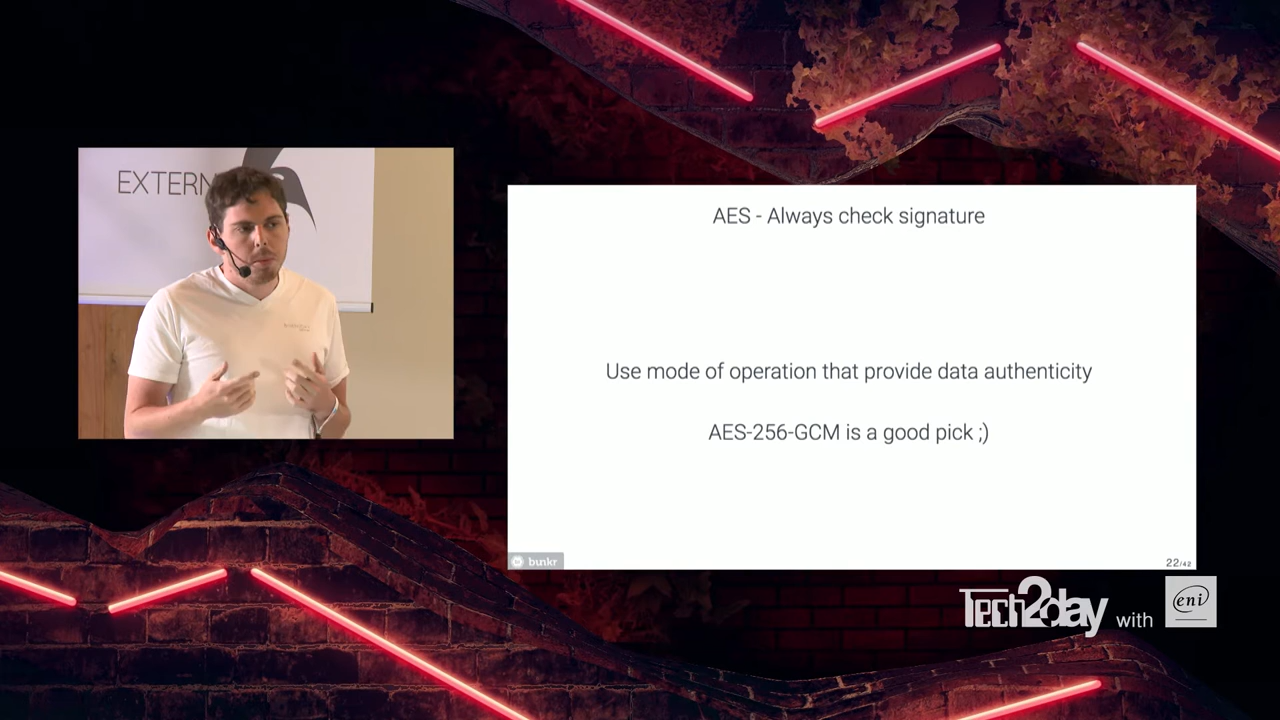 EXTERN
AES - Always check signature
Use mode of operation that provide data authenticity
AES-256-GCM is a good pick ;)
bunkr
22/42
Tech2day with eni